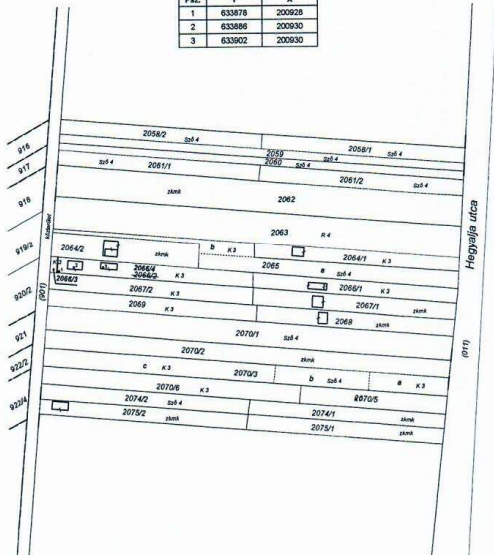 Psz. Y X
1 633878 200928
2 633886 200930
3 633902 200930
916
2058/2 Sző 4
2058/1 Sző 4
2059
917
2060 Sző 4
Sző 4 2061/1
2061/2 Sző 4
918
zkmk 2062
Hegyalja utca
2063 R 4
919/2
közterület
2064/2 zkmk
b K 3
2064/1 K 3
2065 a Sző 4
2066/4
2066/2 K 3
2066/3
2066/1 K 3
920/2
(901)
2067/2 K 3
2067/1 zkmk
2069 K 3
2068 zkmk
921
2070/1 Sző 4
(011)
2070/2 zkmk
922/2
c K 3 2070/3 b Sző 4 a K 3
2070/6 K 3
2070/5
922/4
2074/2 Sző 4
2074/1 zkmk
2075/2 zkmk
2075/1 zkmk